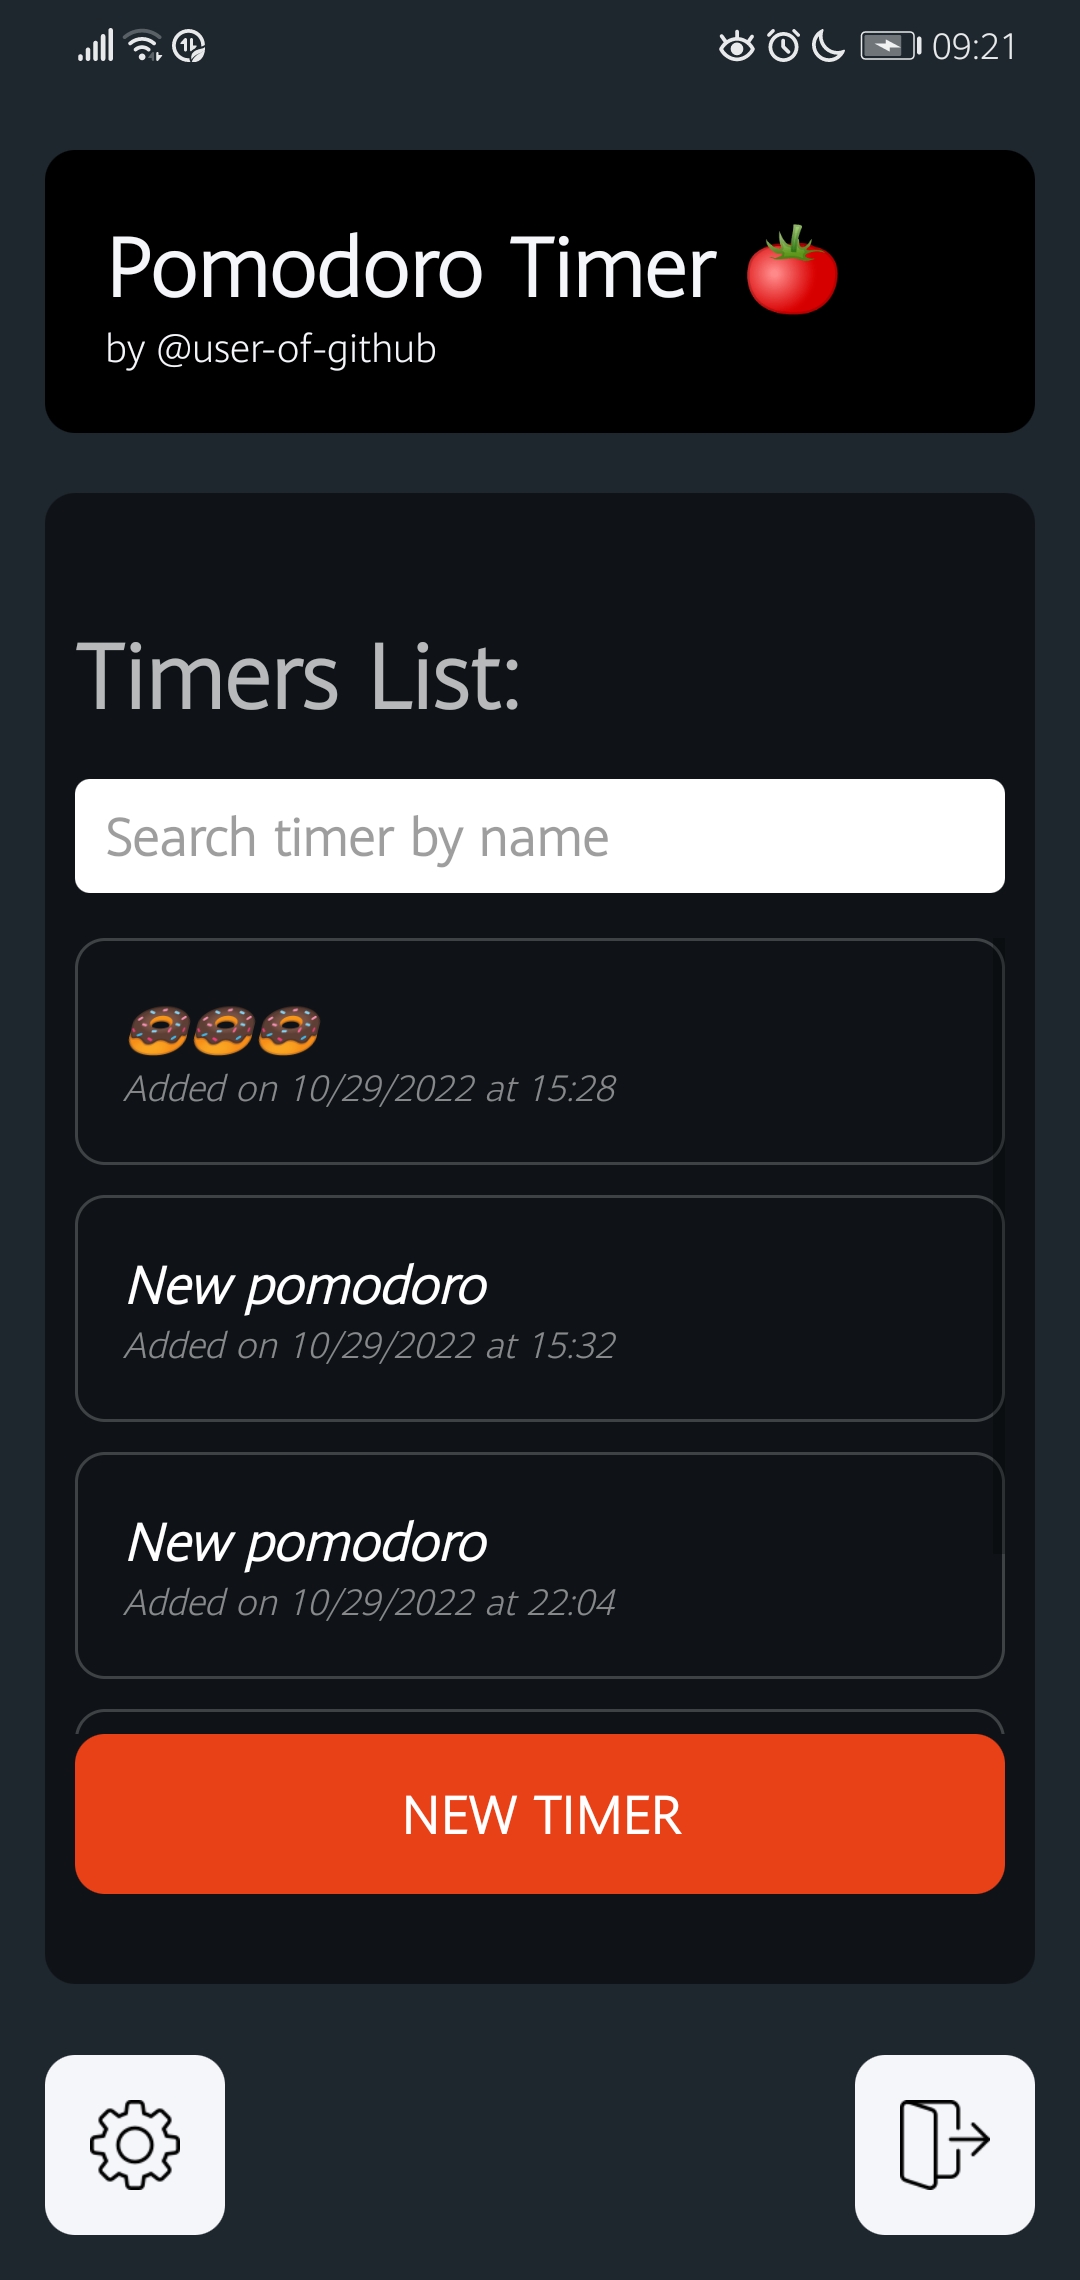 09:21
Pomodoro Timer 🍅
by @user-of-github
Timers List:
Search timer by name
🍩🍩🍩
Added on 10/29/2022 at 15:28
New pomodoro
Added on 10/29/2022 at 15:32
New pomodoro
Added on 10/29/2022 at 22:04
NEW TIMER